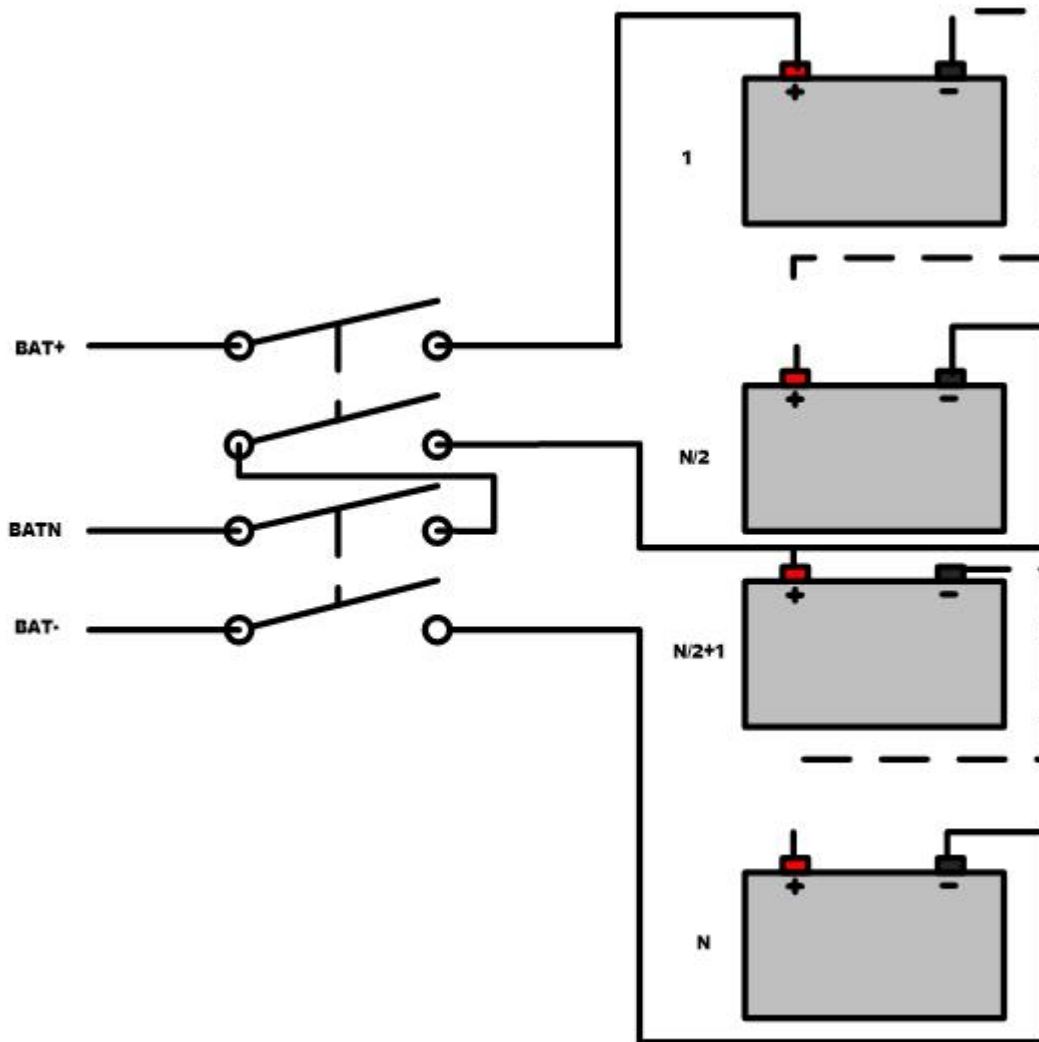 1
+ -
BAT+
N/2
+ -
BATN
BAT-
N/2+1
+ -
N
+ -